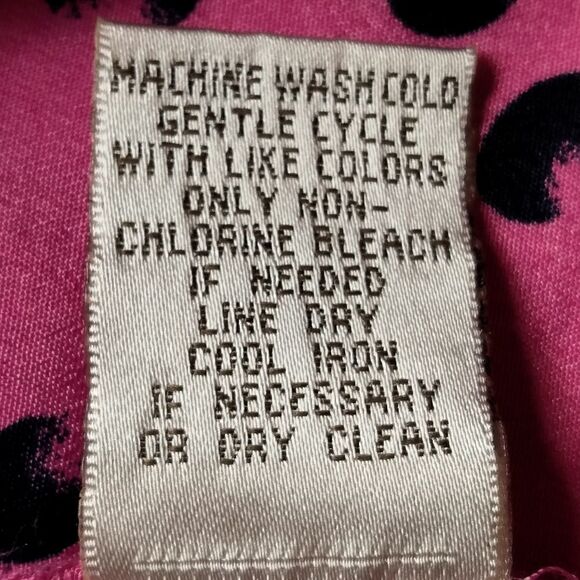 MACHINE WASH COLD
GENTLE CYCLE
WITH LIKE COLORS
ONLY NON-
CHLORINE BLEACH
IF NEEDED
LINE DRY
COOL IRON
IF NECESSARY
OR DRY CLEAN